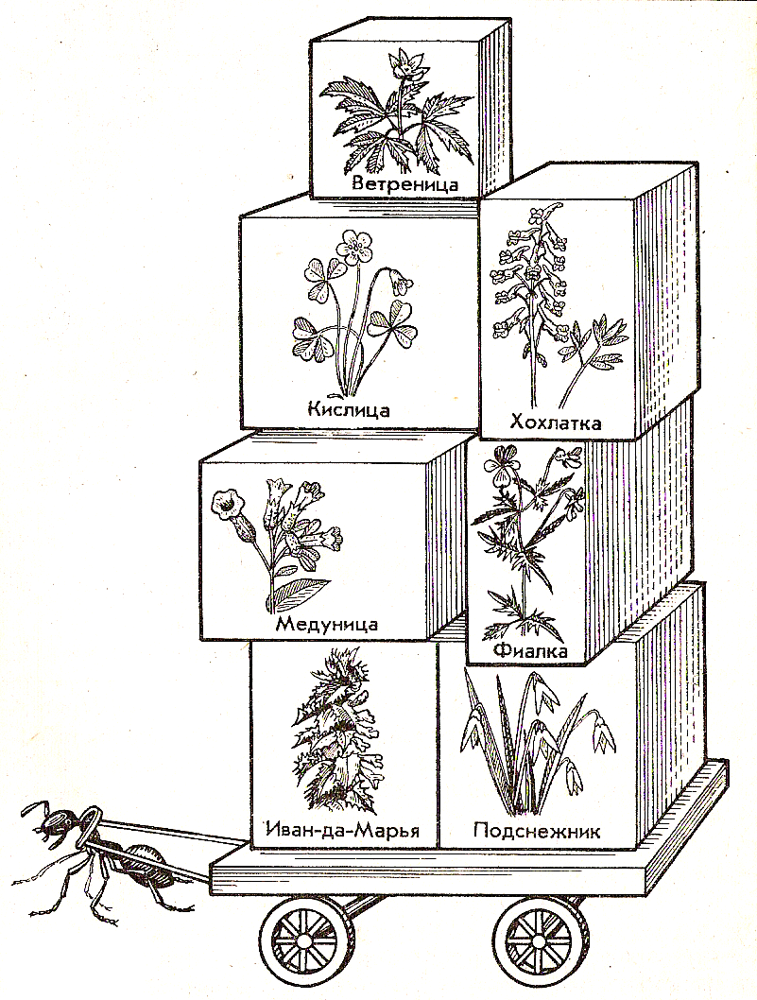 Ветреница
Кислица
Хохлатка
Медуница
Фиалка
Иван-да-Марья
Подснежник